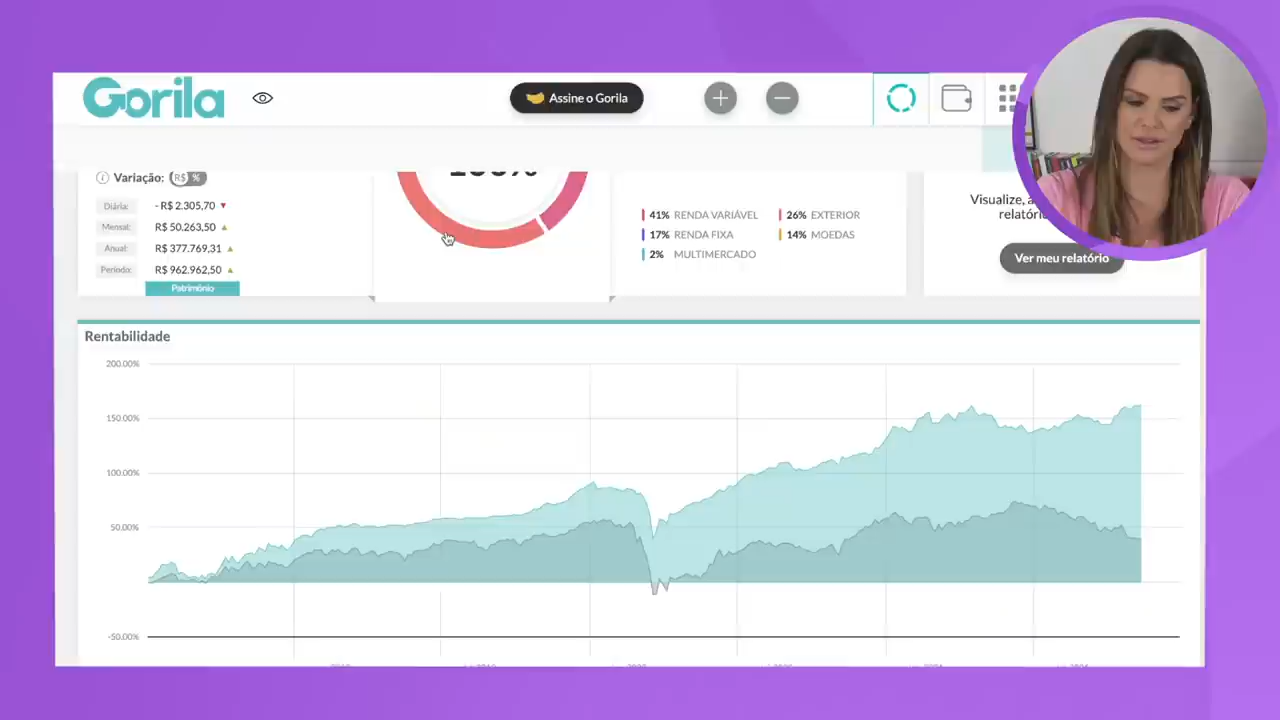 Gorila
Assine o Gorila
Variação: R$ %
Diária: - R$ 2.305,70
Mensal: R$ 50.263,50
Anual: R$ 377.769,31
Período: R$ 962.962,50
Patrimônio
41% RENDA VARIÁVEL 26% EXTERIOR
17% RENDA FIXA 14% MOEDAS
2% MULTIMERCADO
Visualize, a
relatóri
Ver meu relatório
Rentabilidade
200.00%
150.00%
100.00%
50.00%
-50.00%